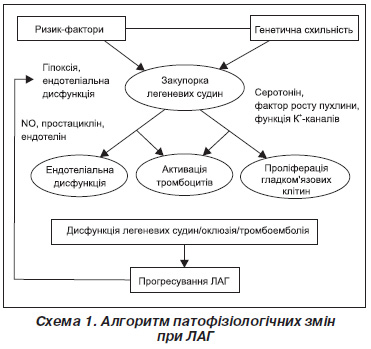 Ризик-фактори
Генетична схильність
Гіпоксія,
ендотеліальна
дисфункція
Закупорка
легеневих судин
Серотонін,
фактор росту пухлини,
функція K⁺-каналів
NO, простациклін,
ендотелін
Ендотеліальна
дисфункція
Активація
тромбоцитів
Проліферація
гладком'язових
клітин
Дисфункція легеневих судин/оклюзія/тромбоемболія
Прогресування ЛАГ
Схема 1. Алгоритм патофізіологічних змін
при ЛАГ